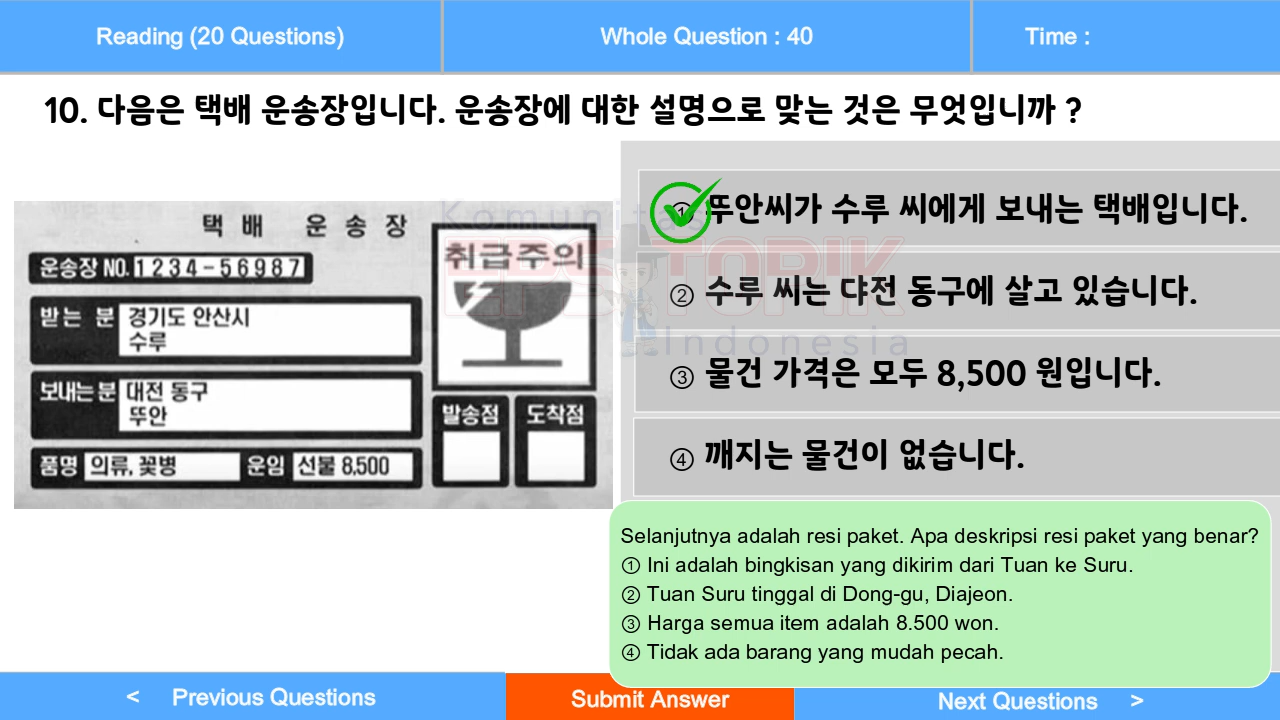 Reading (20 Questions)
Whole Question : 40
Time :
10. 다음은 택배 운송장입니다. 운송장에 대한 설명으로 맞는 것은 무엇입니까 ?
택 배 운 송 장
운송장 NO. 1234-56987
받는 분 경기도 안산시
수루
보내는 분 대전 동구
뚜안
품명 의류, 꽃병 운임 선불 8,500
취급주의
발송점 도착점
Komunitas
EPS TOPIK
Indonesia
① 뚜안씨가 수루 씨에게 보내는 택배입니다.
② 수루 씨는 댜전 동구에 살고 있습니다.
③ 물건 가격은 모두 8,500 원입니다.
④ 깨지는 물건이 없습니다.
Selanjutnya adalah resi paket. Apa deskripsi resi paket yang benar?
① Ini adalah bingkisan yang dikirim dari Tuan ke Suru.
② Tuan Suru tinggal di Dong-gu, Diajeon.
③ Harga semua item adalah 8.500 won.
④ Tidak ada barang yang mudah pecah.
< Previous Questions
Submit Answer
Next Questions >